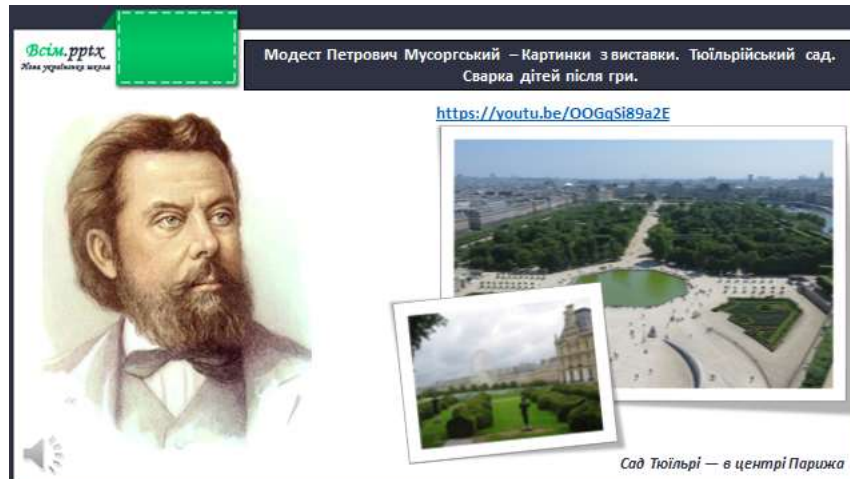 Всім.pptx
Нова українська школа
Модест Петрович Мусоргський – Картинки з виставки. Тюїльрійський сад.
Сварка дітей після гри.
https://youtu.be/OOGqSi89a2E
Сад Тюїльрі — в центрі Парижа